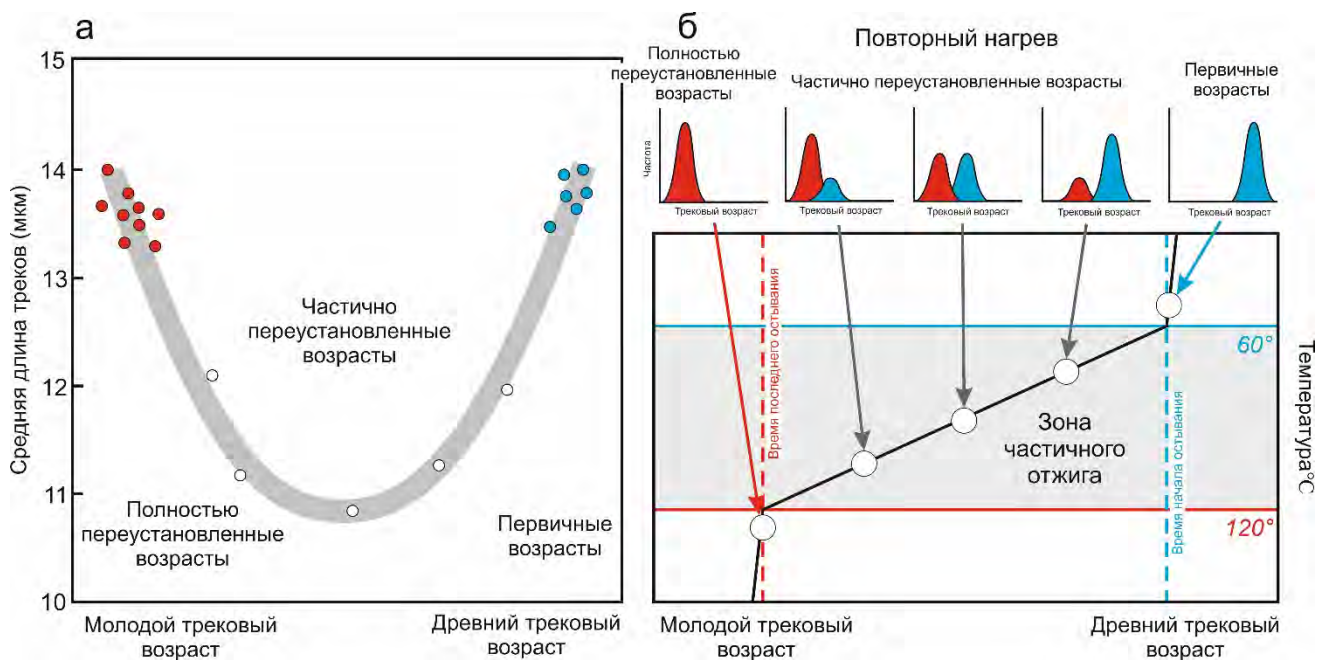 а
15
14
13
12
11
10
Средняя длина треков (мкм)
Частично
переустановленные
возрасты
Полностью
переустановленные
возрасты
Первичные
возрасты
Молодой трековый
возраст
Древний трековый
возраст
б
Повторный нагрев
Полностью
переустановленные
возрасты
Частично переустановленные возрасты
Первичные
возрасты
Частота
Трековый возраст
Трековый возраст
Трековый возраст
Трековый возраст
Трековый возраст
Время последнего остывания
Зона
частичного
отжига
Время начала остывания
60°
120°
Температура°С
Молодой трековый
возраст
Древний трековый
возраст